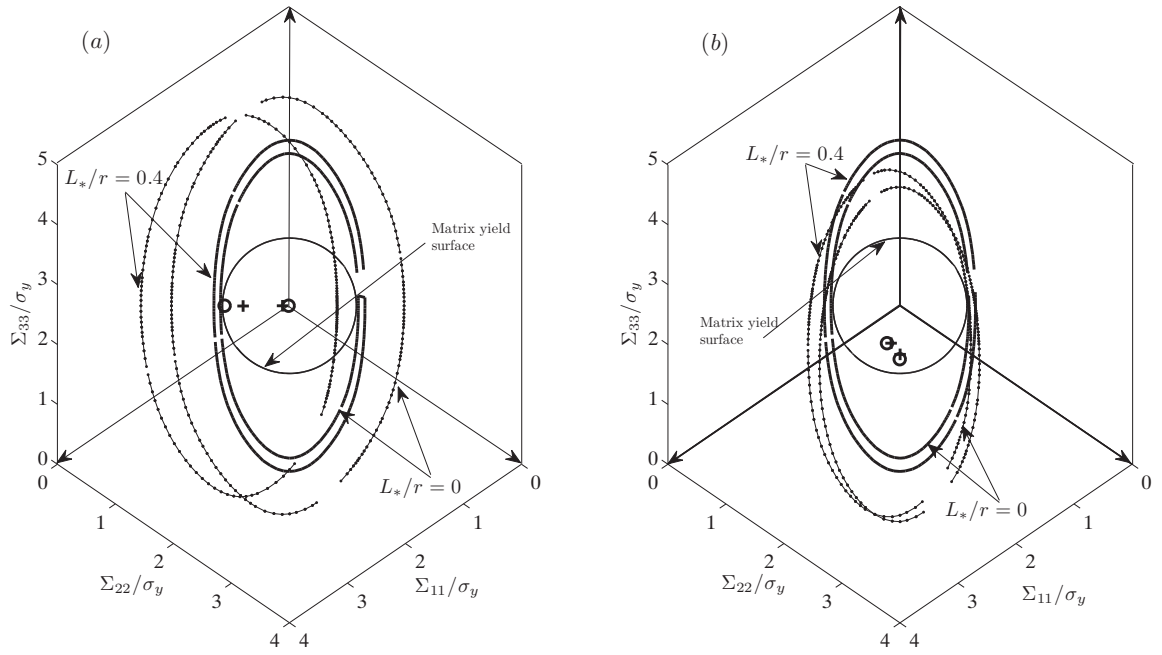 (a)
5
4
3
2
1
0
Σ33/σy
L*/r = 0.4
Matrix yield
surface
L*/r = 0
0
1
2
3
4
Σ22/σy
0
1
2
3
4
Σ11/σy
(b)
5
4
3
2
1
0
Σ33/σy
L*/r = 0.4
Matrix yield
surface
L*/r = 0
0
1
2
3
4
Σ22/σy
0
1
2
3
4
Σ11/σy